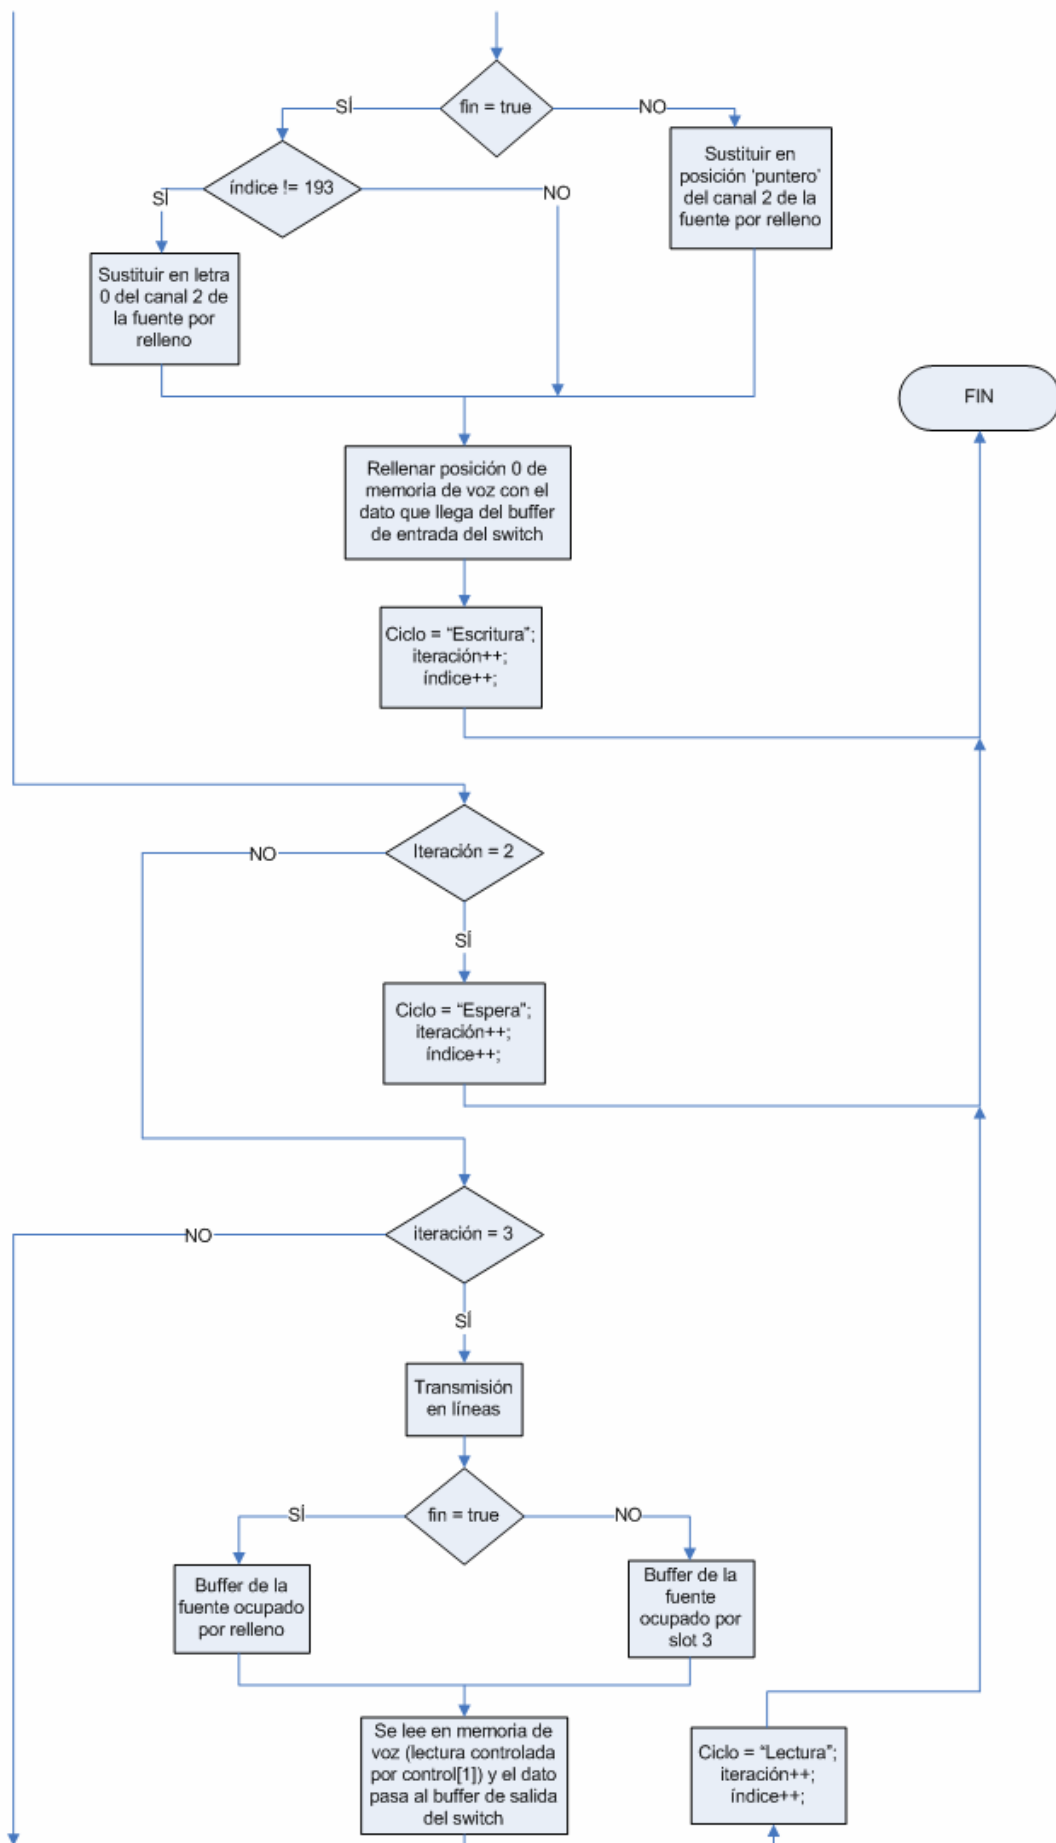 fin = true
SÍ
NO
índice != 193
Sustituir en
posición ‘puntero’
del canal 2 de la
fuente por relleno
SÍ
NO
Sustituir en letra
0 del canal 2 de
la fuente por
relleno
FIN
Rellenar posición 0 de
memoria de voz con el
dato que llega del buffer
de entrada del switch
Ciclo = “Escritura”;
iteración++;
índice++;
Iteración = 2
NO
SÍ
Ciclo = “Espera”;
iteración++;
índice++;
iteración = 3
NO
SÍ
Transmisión
en líneas
fin = true
SÍ
NO
Buffer de la
fuente ocupado
por relleno
Buffer de la
fuente
ocupado por
slot 3
Se lee en memoria de
voz (lectura controlada
por control[1]) y el dato
pasa al buffer de salida
del switch
Ciclo = “Lectura”;
iteración++;
índice++;